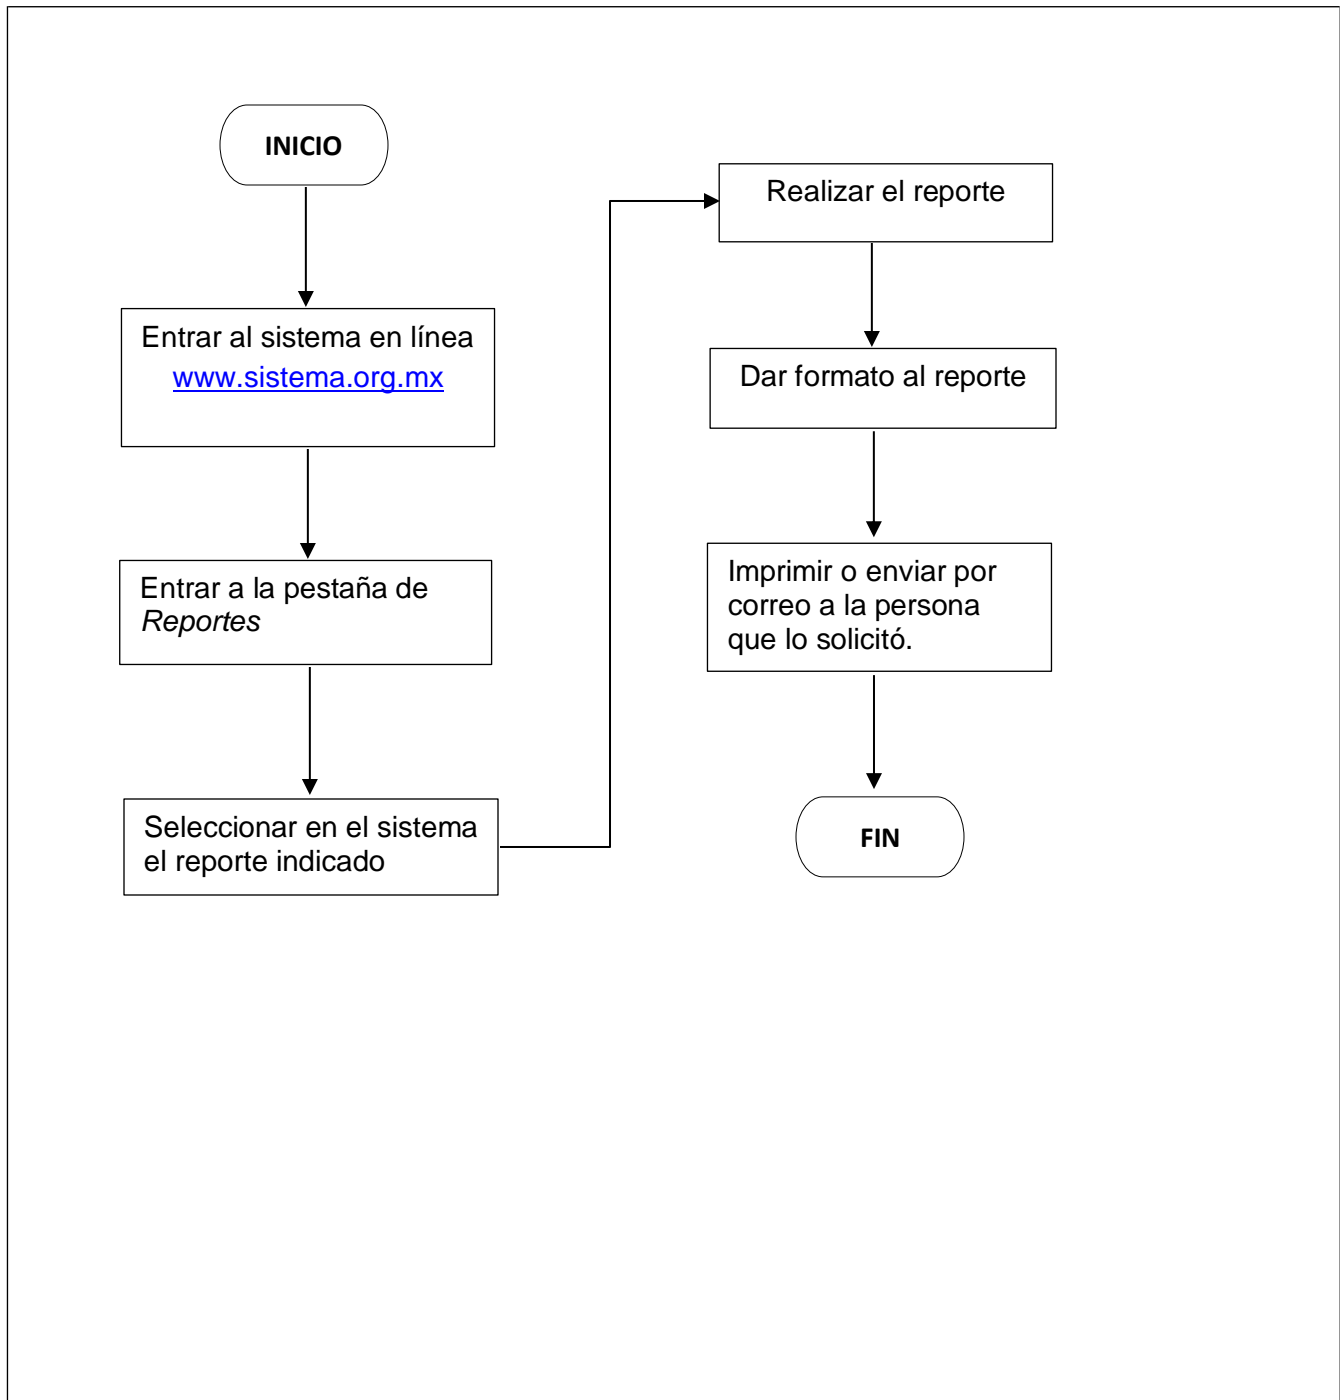 INICIO
Entrar al sistema en línea
www.sistema.org.mx
Entrar a la pestaña de
Reportes
Seleccionar en el sistema
el reporte indicado
Realizar el reporte
Dar formato al reporte
Imprimir o enviar por
correo a la persona
que lo solicitó.
FIN